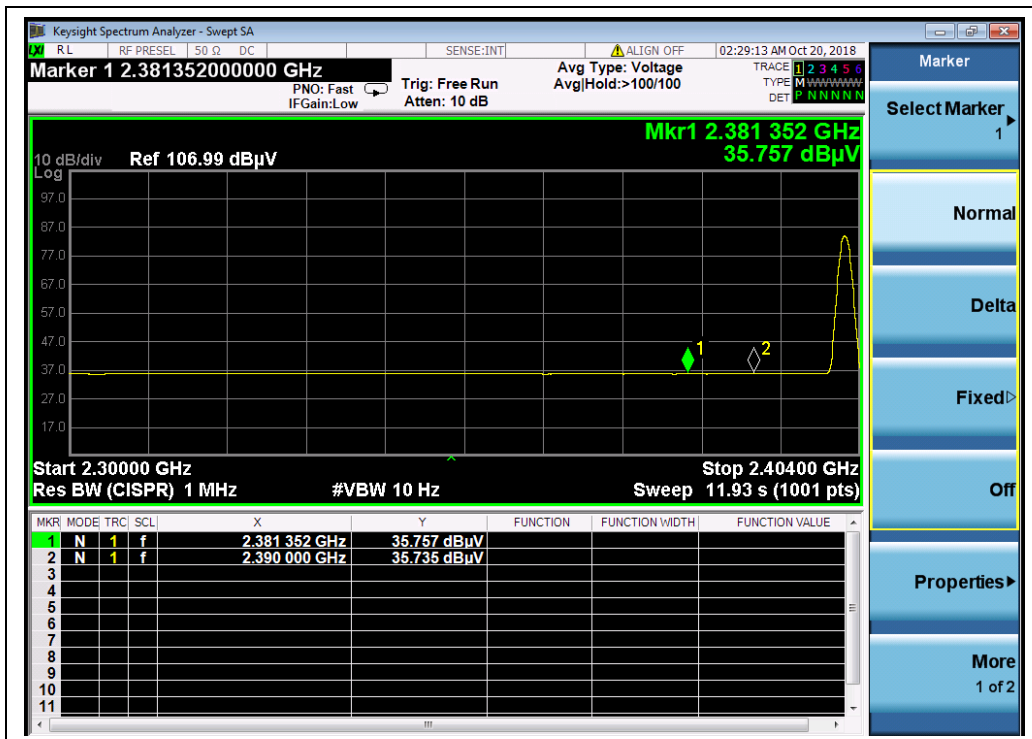 Keysight Spectrum Analyzer - Swept SA
LXI RL RF PRESEL 50 Ω DC SENSE:INT ALIGN OFF 02:29:13 AM Oct 20, 2018
Marker 1 2.381352000000 GHz
PNO: Fast
IFGain:Low
Trig: Free Run
Atten: 10 dB
Avg Type: Voltage
Avg|Hold:>100/100
TRACE 1 2 3 4 5 6
TYPE M W W W W W
DET P N N N N N
Mkr1 2.381 352 GHz
35.757 dBµV
10 dB/div Ref 106.99 dBµV
Log
97.0
87.0
77.0
67.0
57.0
47.0
37.0
27.0
17.0
1
2
Start 2.30000 GHz Stop 2.40400 GHz
Res BW (CISPR) 1 MHz #VBW 10 Hz Sweep 11.93 s (1001 pts)
MKR MODE TRC SCL X Y FUNCTION FUNCTION WIDTH FUNCTION VALUE
1 N 1 f 2.381 352 GHz 35.757 dBµV
2 N 1 f 2.390 000 GHz 35.735 dBµV
3
4
5
6
7
8
9
10
11
Marker
Select Marker
1
Normal
Delta
Fixed
Off
Properties
More
1 of 2